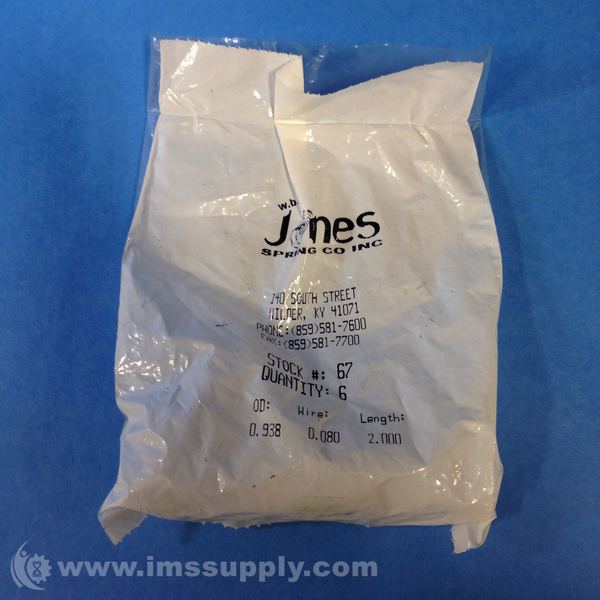 w.b.
Jones
SPRING CO INC
140 SOUTH STREET
WILDER, KY 41071
PHONE:(859)581-7600
FAX:(859)581-7700
STOCK #: 67
QUANTITY: 6
OD: Wire: Length:
0.938 0.080 2.000
www.imssupply.com